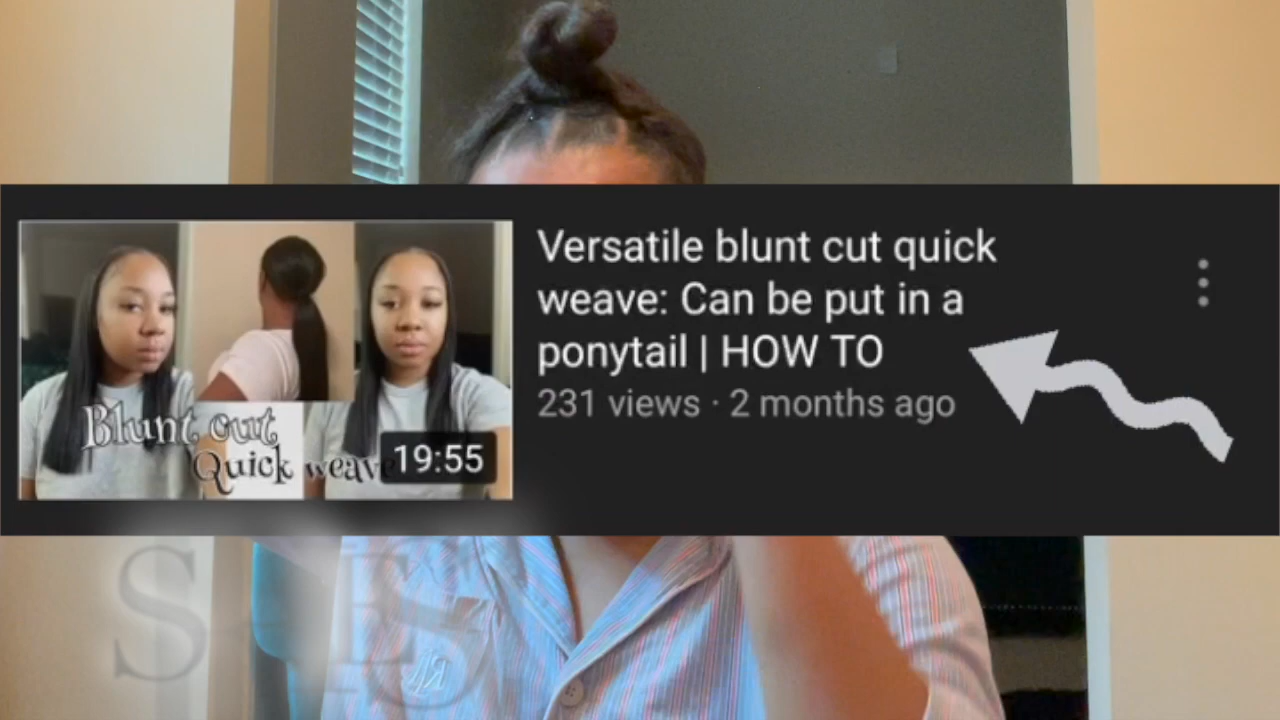 Versatile blunt cut quick
weave: Can be put in a
ponytail | HOW TO
231 views · 2 months ago
Blunt cut
Quick weave
19:55